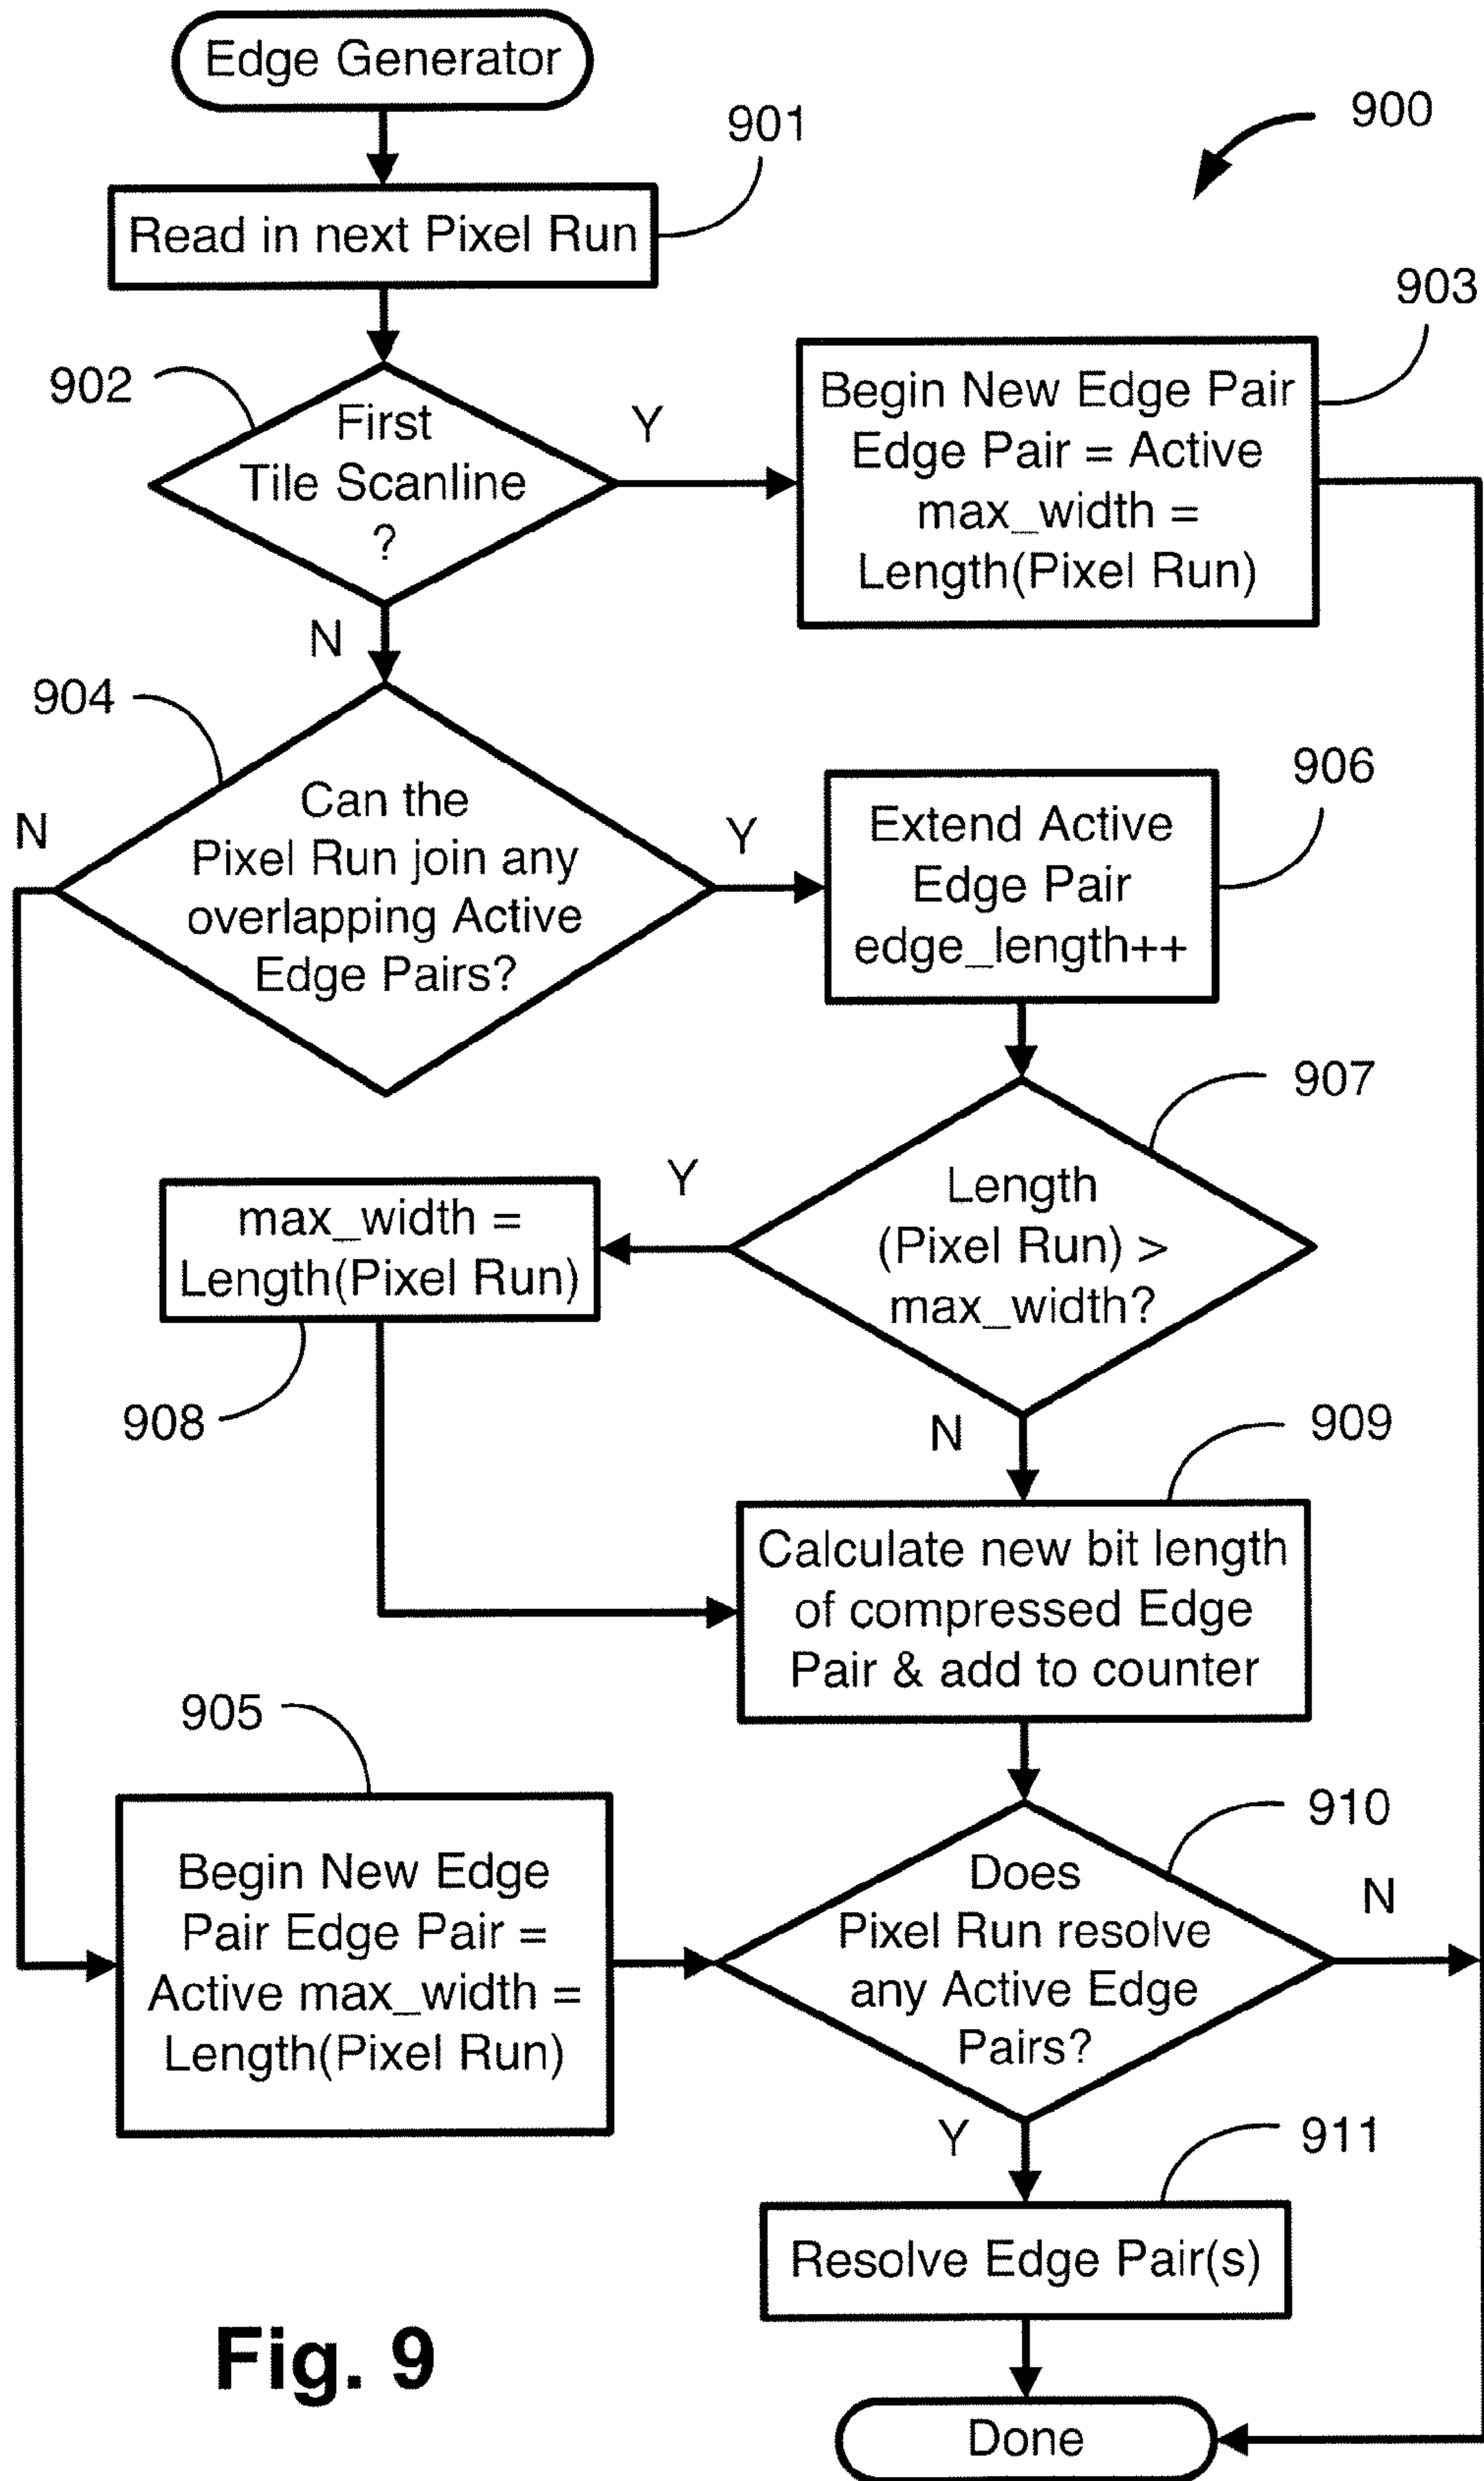 Edge Generator
900
901
Read in next Pixel Run
902
First
Tile Scanline
?
Y
N
903
Begin New Edge Pair
Edge Pair = Active
max_width =
Length(Pixel Run)
904
Can the
Pixel Run join any
overlapping Active
Edge Pairs?
N
Y
906
Extend Active
Edge Pair
edge_length++
907
Length
(Pixel Run) >
max_width?
Y
N
max_width =
Length(Pixel Run)
908
909
Calculate new bit length
of compressed Edge
Pair & add to counter
905
Begin New Edge
Pair Edge Pair =
Active max_width =
Length(Pixel Run)
910
Does
Pixel Run resolve
any Active Edge
Pairs?
N
Y
911
Resolve Edge Pair(s)
Done
Fig. 9